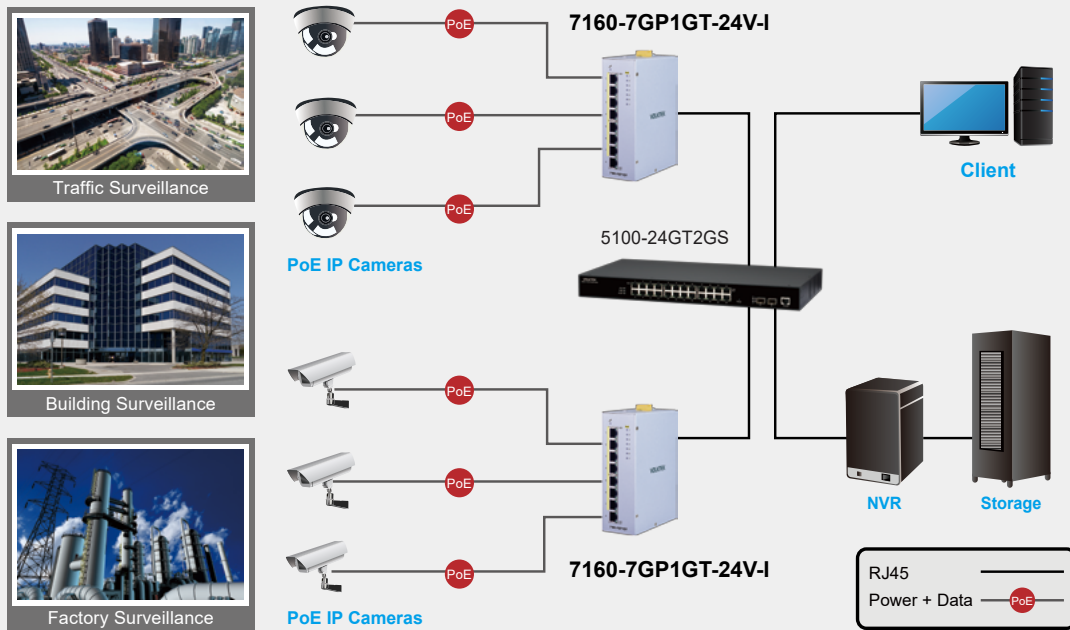 Traffic Surveillance
Building Surveillance
Factory Surveillance
PoE
PoE
PoE
PoE IP Cameras
7160-7GP1GT-24V-I
5100-24GT2GS
Client
PoE
PoE
PoE
PoE IP Cameras
7160-7GP1GT-24V-I
NVR
Storage
RJ45
Power + Data
PoE